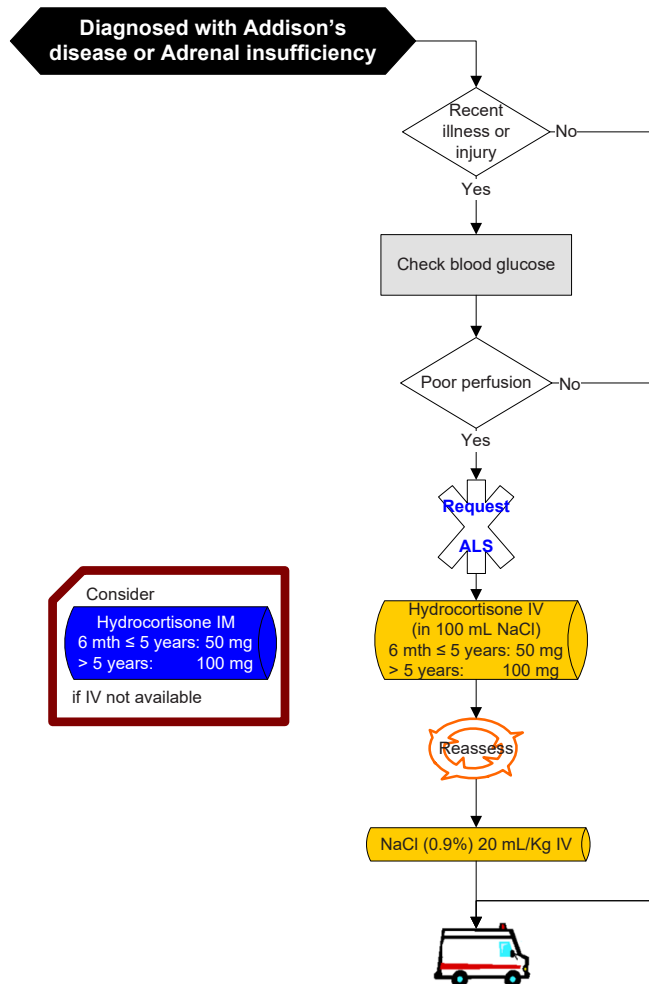 Diagnosed with Addison's
disease or Adrenal insufficiency
Recent
illness or
injury
No
Yes
Check blood glucose
Poor perfusion
No
Yes
Request
ALS
Consider
Hydrocortisone IM
6 mth ≤ 5 years: 50 mg
> 5 years: 100 mg
if IV not available
Hydrocortisone IV
(in 100 mL NaCl)
6 mth ≤ 5 years: 50 mg
> 5 years: 100 mg
Reassess
NaCl (0.9%) 20 mL/Kg IV